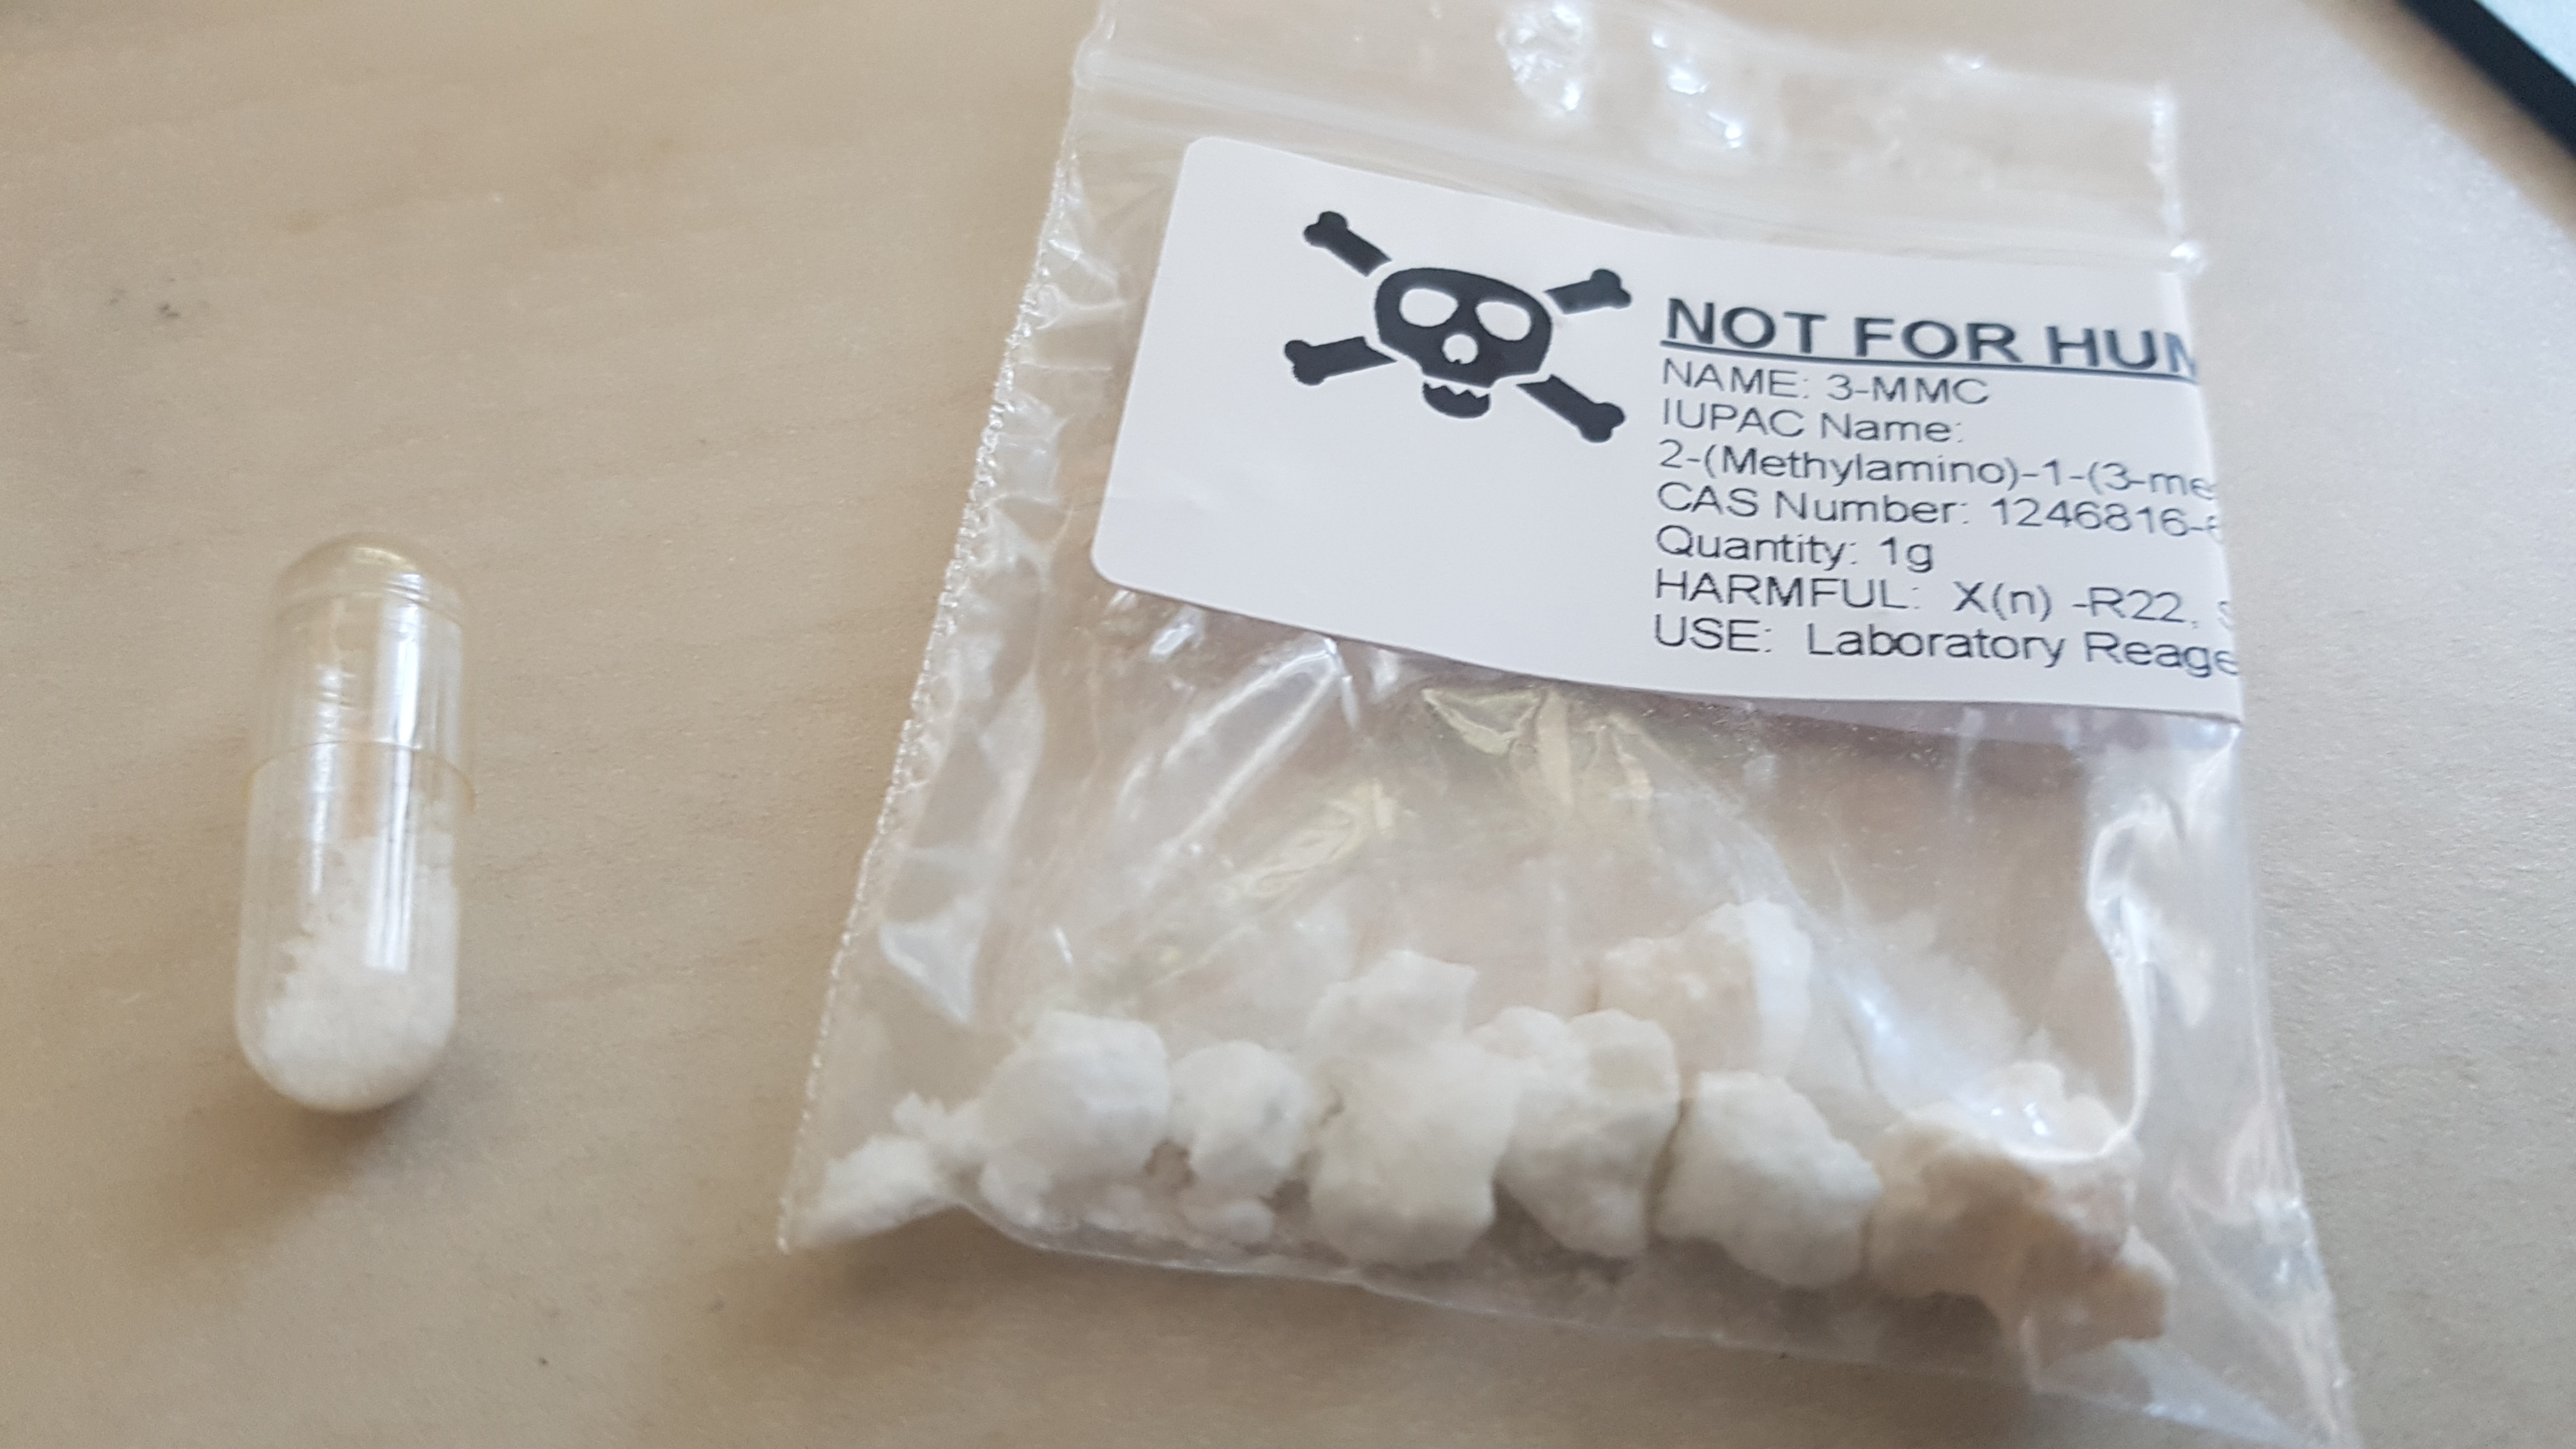 NOT FOR
NAME: 3-MMC
IUPAC Name:
2-(Methylamino)-1-(3-me
CAS Number: 1246816-
Quantity: 1g
HARMFUL: X(n) -R22,
USE: Laboratory Reage